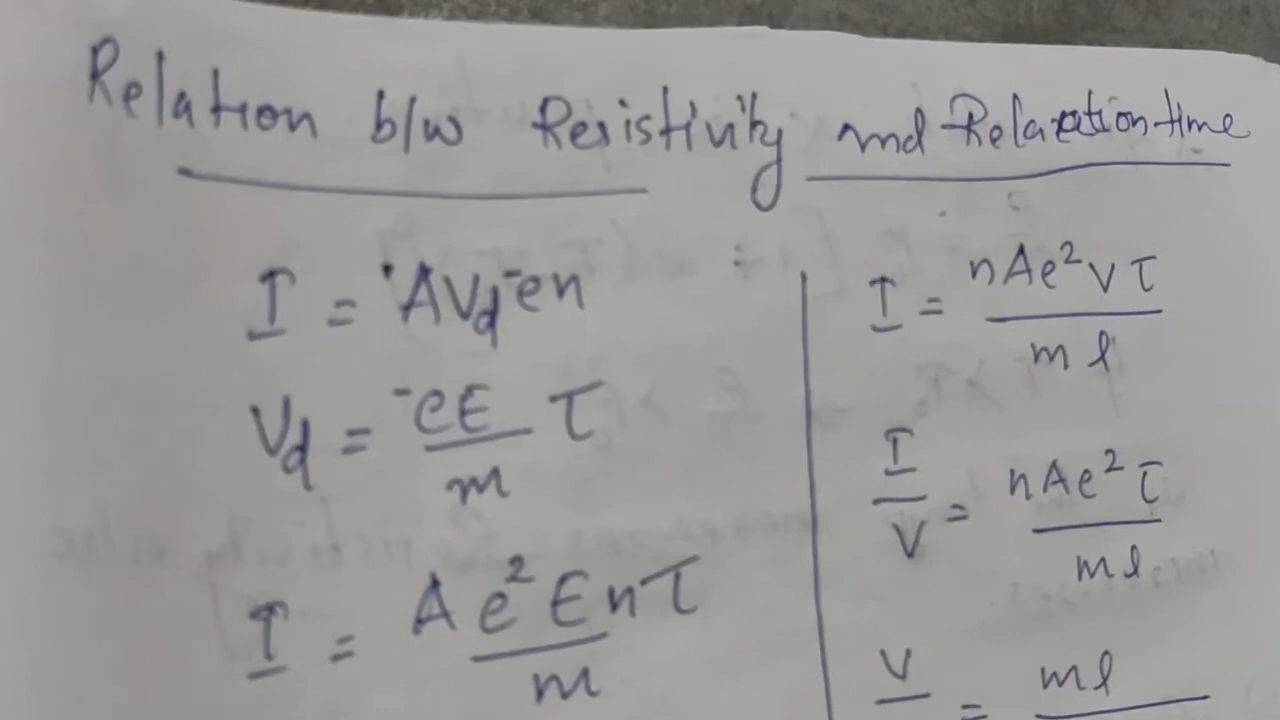 Relation b/w Resistivity and Relaxation time
I = AVd-en
Vd = -eE/m τ
I = Ae²Enτ/m
I = nAe²Vτ/ml
I/V = nAe²τ/ml
V/ = ml/